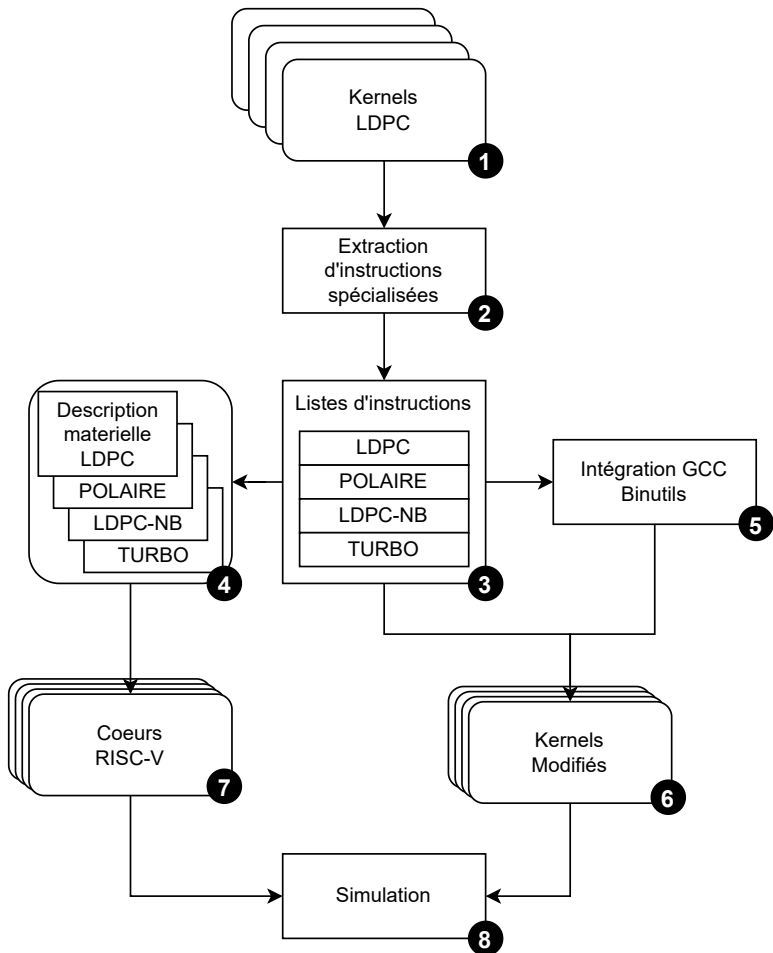 Kernels
LDPC
1
Extraction
d'instructions
spécialisées
2
Listes d'instructions
LDPC
POLAIRE
LDPC-NB
TURBO
3
Description
materielle
LDPC
POLAIRE
LDPC-NB
TURBO
4
Intégration GCC
Binutils
5
Kernels
Modifiés
6
Coeurs
RISC-V
7
Simulation
8